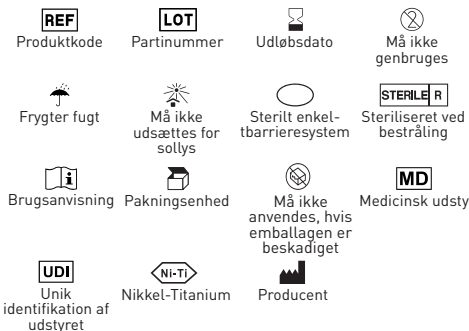 REF
LOT
Produktkode
Partinummer
Udløbsdato
Må ikke
genbruges
2
STERILE R
Frygter fugt
Må ikke
udsættes for
sollys
Sterilt enkel-
tbarrieresystem
Steriliseret ved
bestråling
i
MD
Brugsanvisning
Pakningsenhed
Må ikke
anvendes, hvis
emballagen er
beskadiget
Medicinsk udsty
UDI
Ni-Ti
Unik
identifikation af
udstyret
Nikkel-Titanium
Producent